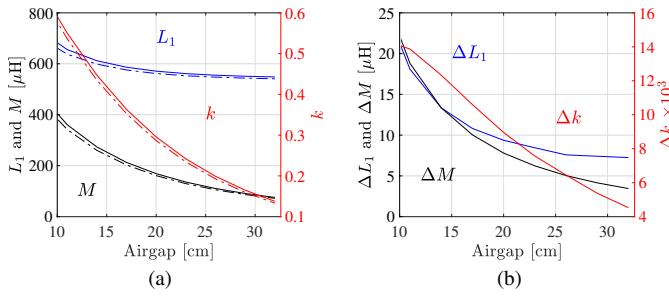 800
600
400
200
0
L₁ and M [μH]
L₁
k
M
0.6
0.5
0.4
0.3
0.2
0.1
k
10 15 20 25 30
Airgap [cm]
(a)
25
20
15
10
5
0
ΔL₁ and ΔM [μH]
ΔL₁
Δk
ΔM
16
14
12
10
8
6
4
Δk ×10³
10 15 20 25 30
Airgap [cm]
(b)